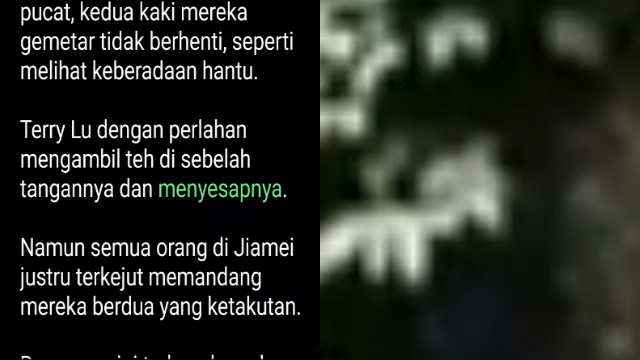 pucat, kedua kaki mereka
gemetar tidak berhenti, seperti
melihat keberadaan hantu.
Terry Lu dengan perlahan
mengambil teh di sebelah
tangannya dan menyesapnya.
Namun semua orang di Jiamei
justru terkejut memandang
mereka berdua yang ketakutan.